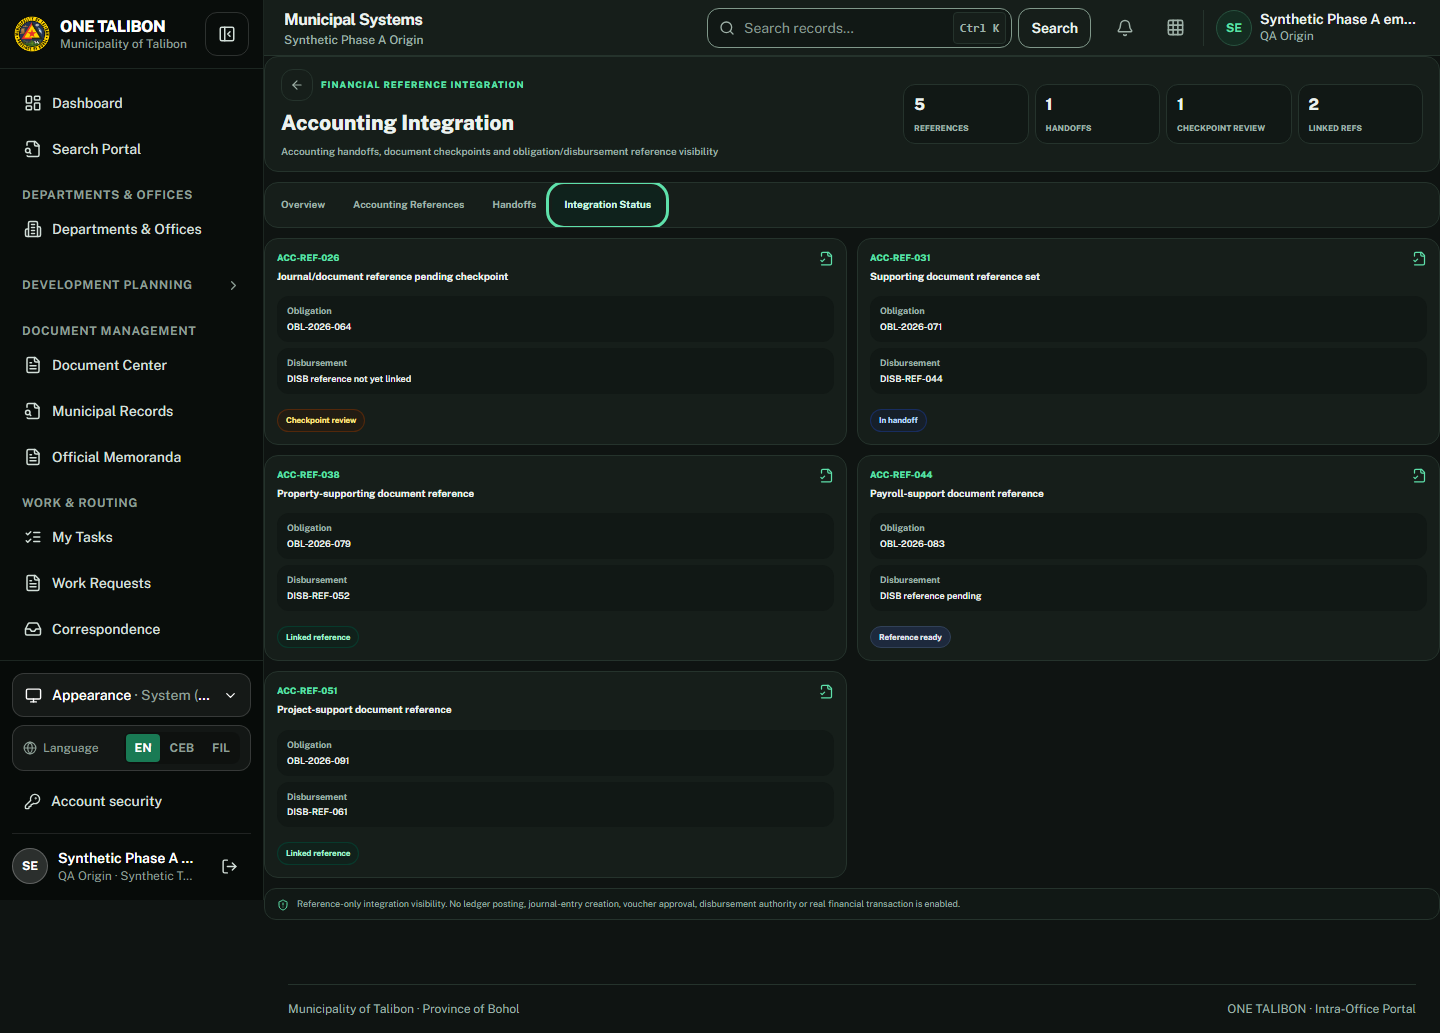 ONE TALIBON
Municipality of Talibon
Dashboard
Search Portal
DEPARTMENTS & OFFICES
Departments & Offices
DEVELOPMENT PLANNING
DOCUMENT MANAGEMENT
Document Center
Municipal Records
Official Memoranda
WORK & ROUTING
My Tasks
Work Requests
Correspondence
Appearance · System (...
Language EN CEB FIL
Account security
SE
Synthetic Phase A ...
QA Origin · Synthetic T...
Municipal Systems
Synthetic Phase A Origin
Search records... Ctrl K
Search
SE
Synthetic Phase A em...
QA Origin
FINANCIAL REFERENCE INTEGRATION
Accounting Integration
Accounting handoffs, document checkpoints and obligation/disbursement reference visibility
5
REFERENCES
1
HANDOFFS
1
CHECKPOINT REVIEW
2
LINKED REFS
Overview Accounting References Handoffs Integration Status
ACC-REF-026
Journal/document reference pending checkpoint
Obligation
OBL-2026-064
Disbursement
DISB reference not yet linked
Checkpoint review
ACC-REF-031
Supporting document reference set
Obligation
OBL-2026-071
Disbursement
DISB-REF-044
In handoff
ACC-REF-038
Property-supporting document reference
Obligation
OBL-2026-079
Disbursement
DISB-REF-052
Linked reference
ACC-REF-044
Payroll-support document reference
Obligation
OBL-2026-083
Disbursement
DISB reference pending
Reference ready
ACC-REF-051
Project-support document reference
Obligation
OBL-2026-091
Disbursement
DISB-REF-061
Linked reference
Reference-only integration visibility. No ledger posting, journal-entry creation, voucher approval, disbursement authority or real financial transaction is enabled.
Municipality of Talibon · Province of Bohol
ONE TALIBON · Intra-Office Portal